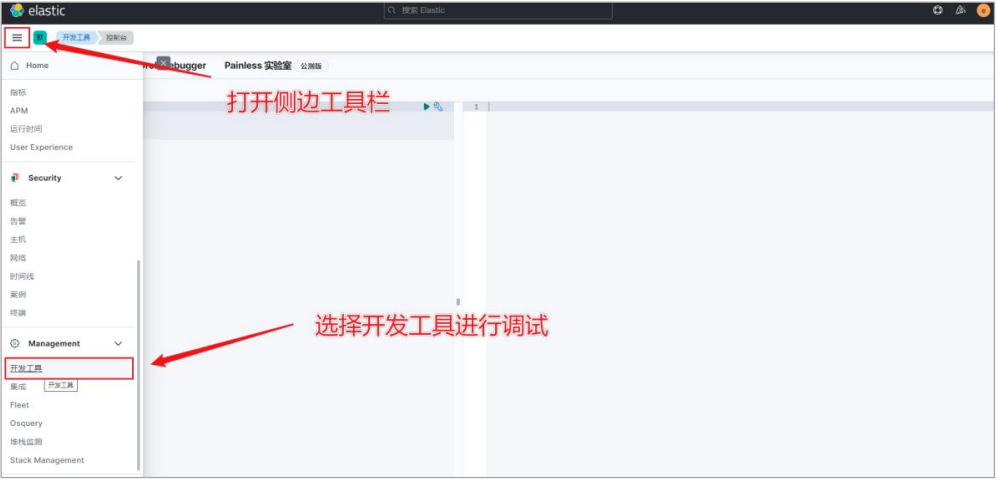 elastic
搜索 Elastic
e
默
开发工具
控制台
Home
ebugger
Painless 实验室
公测版
打开侧边工具栏
指标
APM
运行时间
User Experience
1
Security
概览
告警
主机
网络
时间线
案例
终端
选择开发工具进行调试
Management
开发工具
集成
开发工具
Fleet
Osquery
堆栈监测
Stack Management